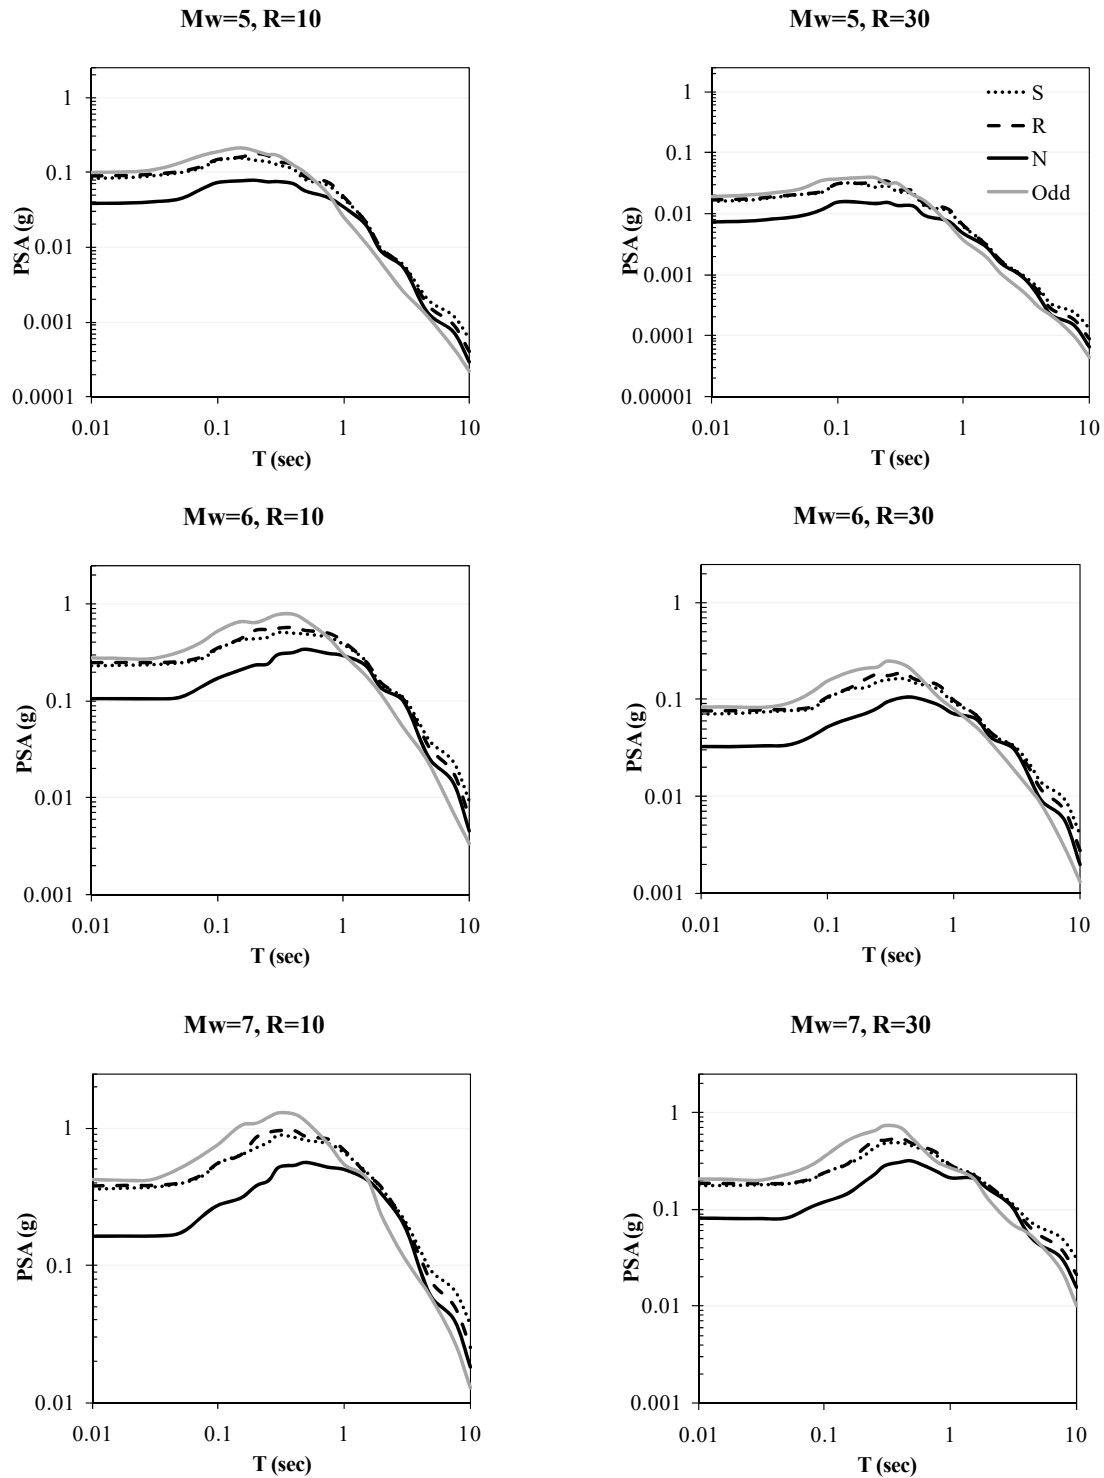 Mw=5, R=10
PSA (g)
1
0.1
0.01
0.001
0.0001
0.01 0.1 1 10
T (sec)
Mw=5, R=30
PSA (g)
1
0.1
0.01
0.001
0.0001
0.00001
S
R
N
Odd
0.01 0.1 1 10
T (sec)
Mw=6, R=10
PSA (g)
1
0.1
0.01
0.001
0.01 0.1 1 10
T (sec)
Mw=6, R=30
PSA (g)
1
0.1
0.01
0.001
0.01 0.1 1 10
T (sec)
Mw=7, R=10
PSA (g)
1
0.1
0.01
0.01 0.1 1 10
T (sec)
Mw=7, R=30
PSA (g)
1
0.1
0.01
0.001
0.01 0.1 1 10
T (sec)